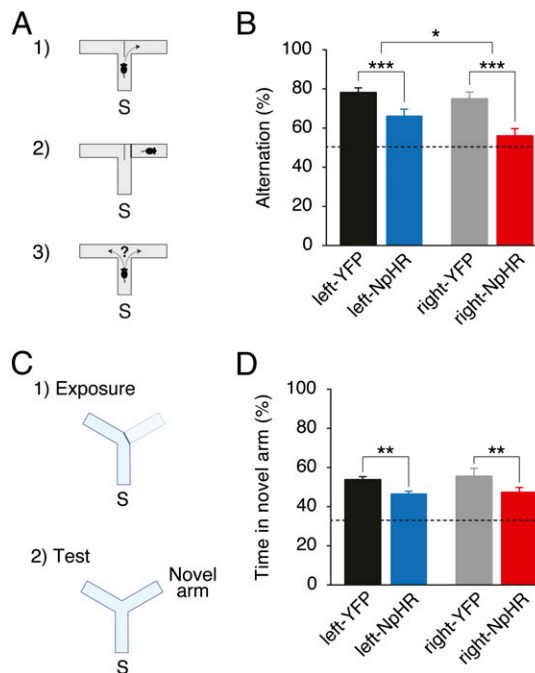 A
1)
S
2)
S
3)
?
S
B
*
***
***
100
80
60
40
20
0
Alternation (%)
left-YFP
left-NpHR
right-YFP
right-NpHR
C
1) Exposure
S
2) Test
Novel
arm
S
D
**
**
100
80
60
40
20
0
Time in novel arm (%)
left-YFP
left-NpHR
right-YFP
right-NpHR